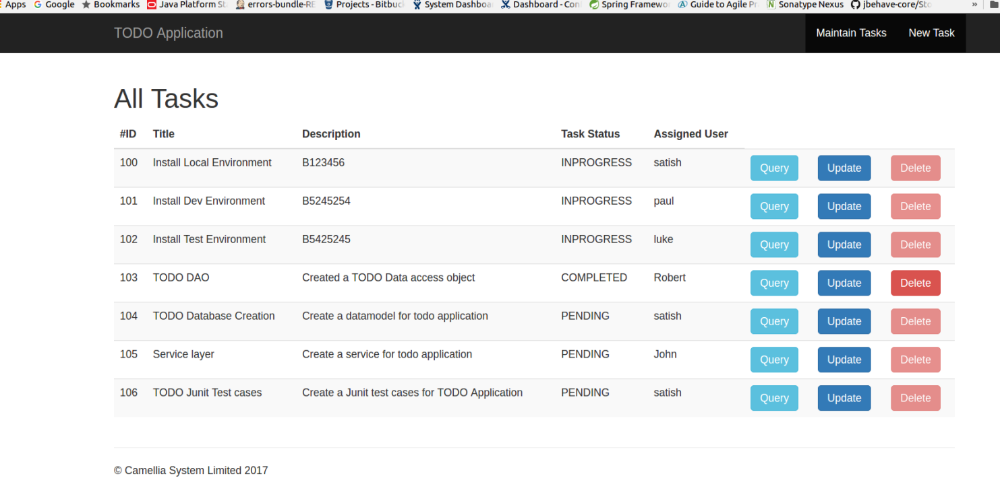 Apps Google Bookmarks Java Platform St errors-bundle-RE Projects - Bitbuc System Dashboa Dashboard - Con Spring Framewor Guide to Agile Pr Sonatype Nexus jbehave-core/Sto »
TODO Application Maintain Tasks New Task
All Tasks
#ID Title Description Task Status Assigned User
100 Install Local Environment B123456 INPROGRESS satish Query Update Delete
101 Install Dev Environment B5245254 INPROGRESS paul Query Update Delete
102 Install Test Environment B5425245 INPROGRESS luke Query Update Delete
103 TODO DAO Created a TODO Data access object COMPLETED Robert Query Update Delete
104 TODO Database Creation Create a datamodel for todo application PENDING satish Query Update Delete
105 Service layer Create a service for todo application PENDING John Query Update Delete
106 TODO Junit Test cases Create a Junit test cases for TODO Application PENDING satish Query Update Delete
© Camellia System Limited 2017